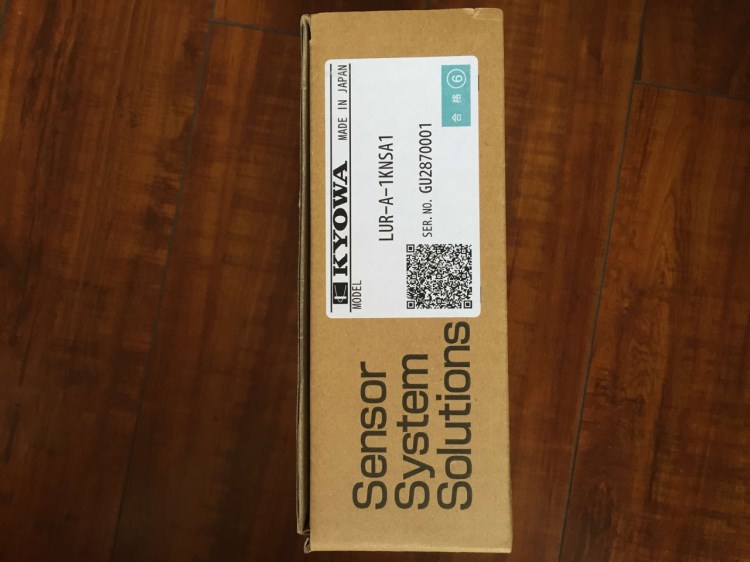 KYOWA MADE IN JAPAN
MODEL
LUR-A-1KNSA1
SER.NO. GU2870001
合格 6
Sensor
System
Solutions